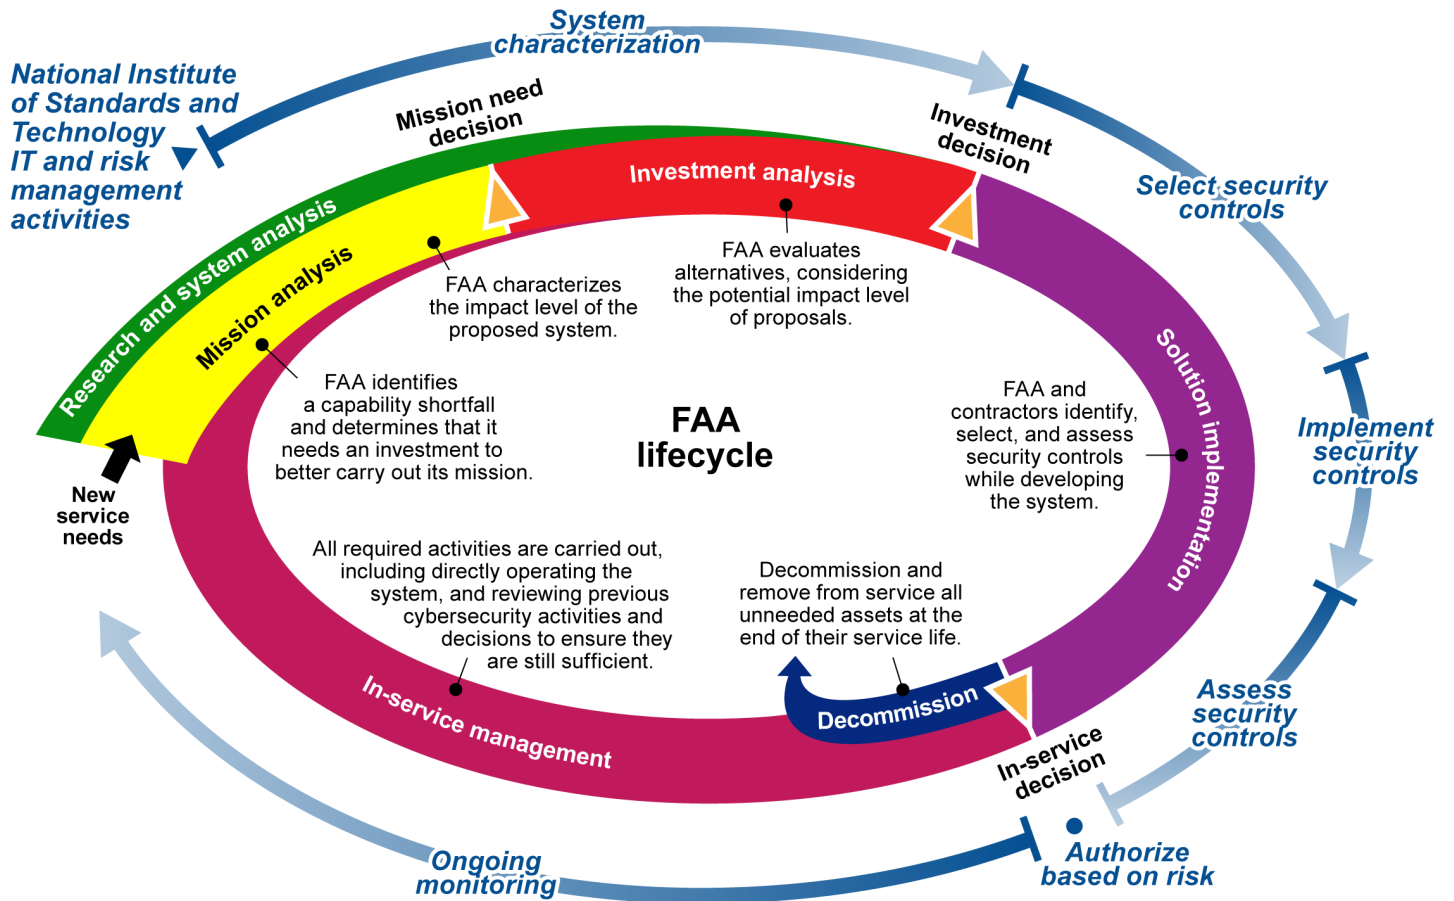 System
characterization
National Institute
of Standards and
Technology
IT and risk
management
activities
Mission need
decision
Investment
decision
Select security
controls
Research and system analysis
Mission analysis
Investment analysis
FAA characterizes
the impact level of the
proposed system.
FAA evaluates
alternatives, considering
the potential impact level
of proposals.
FAA identifies
a capability shortfall
and determines that it
needs an investment to
better carry out its mission.
FAA
lifecycle
FAA and
contractors identify,
select, and assess
security controls
while developing
the system.
Solution implementation
Implement
security
controls
New
service
needs
All required activities are carried out,
including directly operating the
system, and reviewing previous
cybersecurity activities and
decisions to ensure they
are still sufficient.
Decommission and
remove from service all
unneeded assets at the
end of their service life.
In-service management
Decommission
Assess
security
controls
In-service
decision
Authorize
based on risk
Ongoing
monitoring